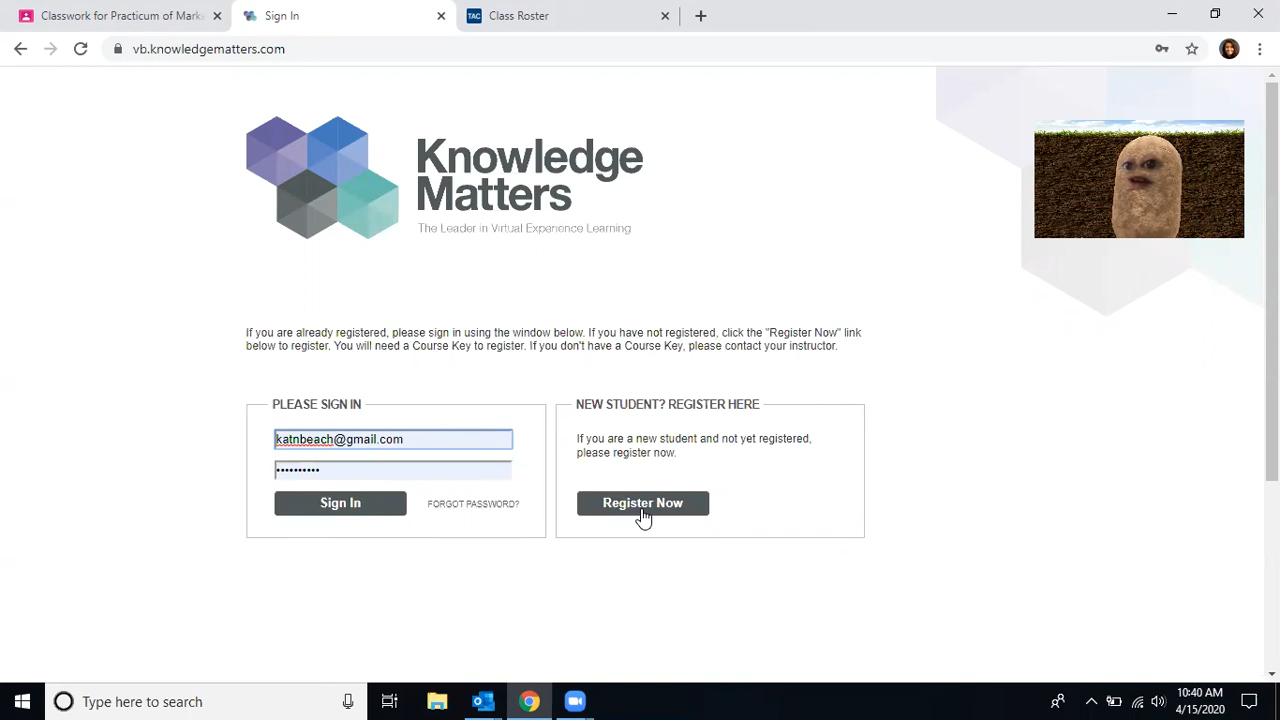 Classwork for Practicum of Mark
Sign In
TAC
Class Roster
vb.knowledgematters.com
Knowledge
Matters
The Leader in Virtual Experience Learning
If you are already registered, please sign in using the window below. If you have not registered, click the "Register Now" link
below to register. You will need a Course Key to register. If you don't have a Course Key, please contact your instructor.
PLEASE SIGN IN
katnbeach@gmail.com
••••••••••
Sign In
FORGOT PASSWORD?
NEW STUDENT? REGISTER HERE
If you are a new student and not yet registered,
please register now.
Register Now
Type here to search
10:40 AM
4/15/2020